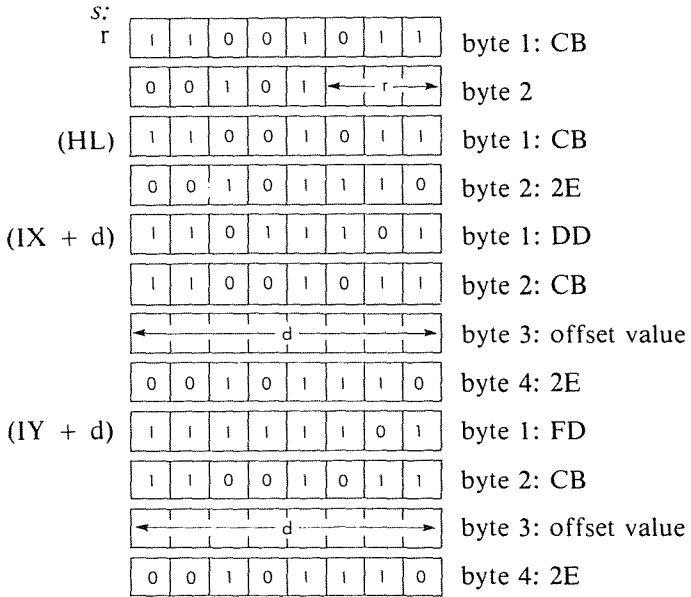 s:
r 1 1 0 0 1 0 1 1 byte 1: CB
0 0 1 0 1 r byte 2
(HL) 1 1 0 0 1 0 1 1 byte 1: CB
0 0 1 0 1 1 1 0 byte 2: 2E
(IX + d) 1 1 0 1 1 1 0 1 byte 1: DD
1 1 0 0 1 0 1 1 byte 2: CB
d byte 3: offset value
0 0 1 0 1 1 1 0 byte 4: 2E
(IY + d) 1 1 1 1 1 1 0 1 byte 1: FD
1 1 0 0 1 0 1 1 byte 2: CB
d byte 3: offset value
0 0 1 0 1 1 1 0 byte 4: 2E